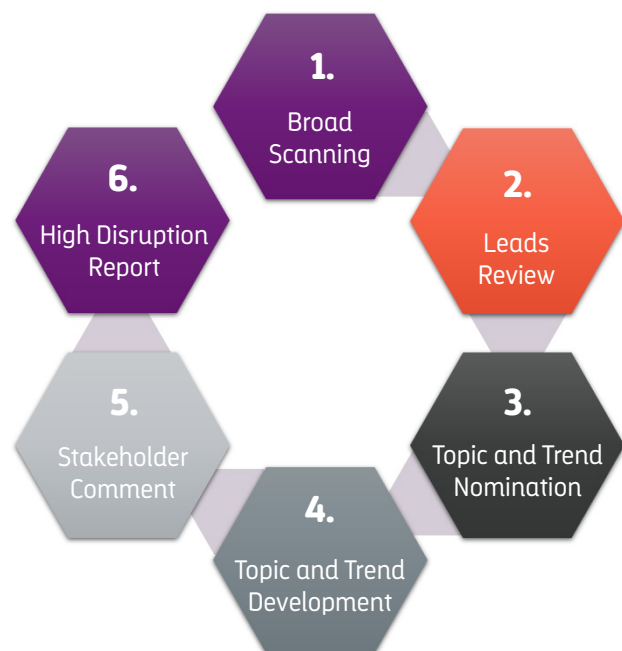 1.
Broad
Scanning
2.
Leads
Review
3.
Topic and Trend
Nomination
4.
Topic and Trend
Development
5.
Stakeholder
Comment
6.
High Disruption
Report